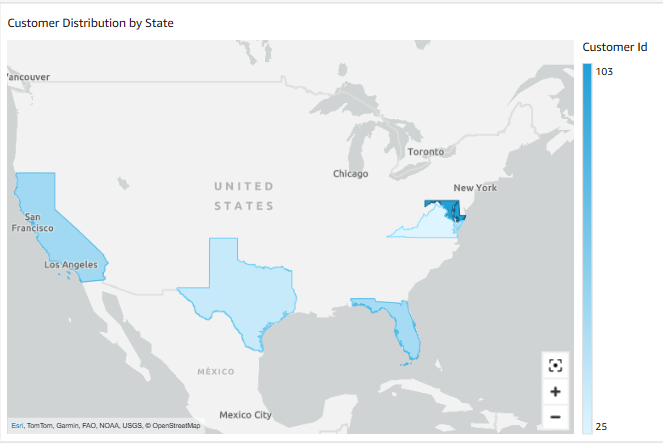 Customer Distribution by State
Customer Id
103
ancouver
Toronto
Chicago
New York
UNITED
STATES
San
Francisco
Los Angeles
MÉXICO
Mexico City
+
−
25
Esri, TomTom, Garmin, FAO, NOAA, USGS, © OpenStreetMap